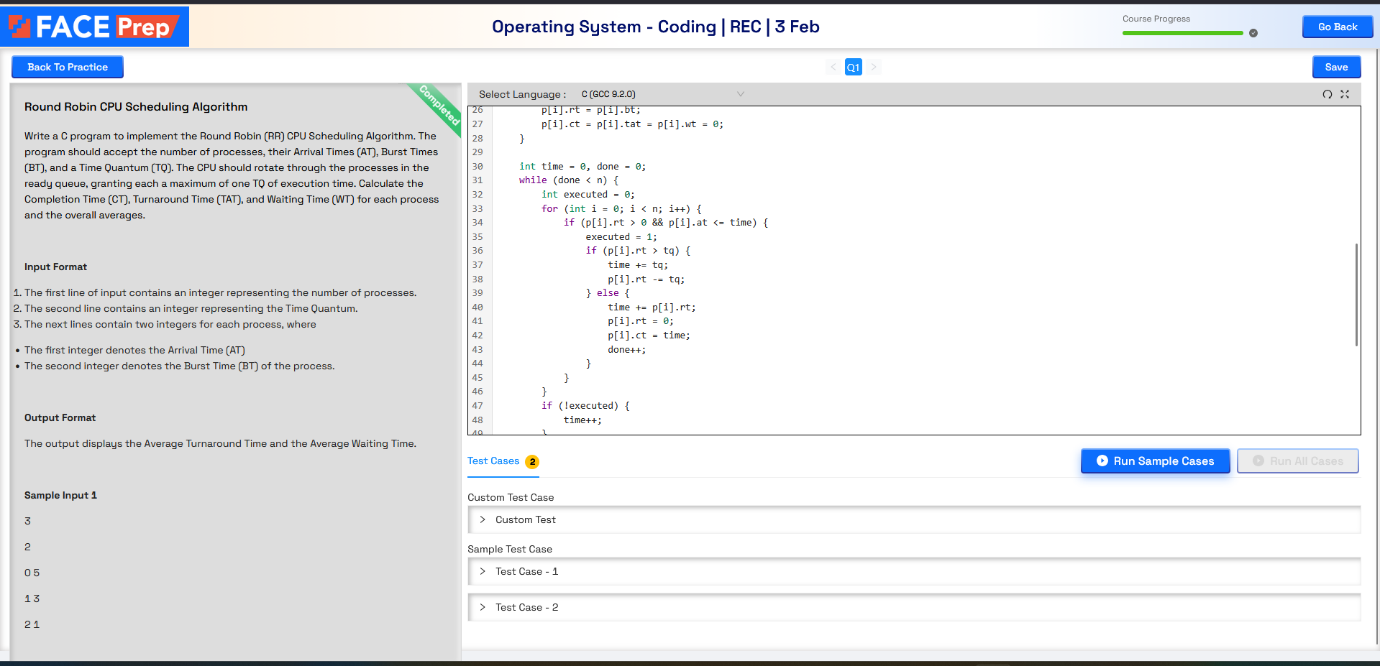 FACE Prep
Operating System - Coding | REC | 3 Feb
Course Progress
Go Back
Back To Practice
< Q1 >
Save
Completed
Round Robin CPU Scheduling Algorithm
Write a C program to implement the Round Robin (RR) CPU Scheduling Algorithm. The
program should accept the number of processes, their Arrival Times (AT), Burst Times
(BT), and a Time Quantum (TQ). The CPU should rotate through the processes in the
ready queue, granting each a maximum of one TQ of execution time. Calculate the
Completion Time (CT), Turnaround Time (TAT), and Waiting Time (WT) for each process
and the overall averages.
Input Format
1. The first line of input contains an integer representing the number of processes.
2. The second line contains an integer representing the Time Quantum.
3. The next lines contain two integers for each process, where
• The first integer denotes the Arrival Time (AT)
• The second integer denotes the Burst Time (BT) of the process.
Output Format
The output displays the Average Turnaround Time and the Average Waiting Time.
Sample Input 1
3
2
0 5
1 3
2 1
Select Language : C (GCC 9.2.0)
26 p[i].rt = p[i].bt;
27 p[i].ct = p[i].tat = p[i].wt = 0;
28 }
29
30 int time = 0, done = 0;
31 while (done < n) {
32 int executed = 0;
33 for (int i = 0; i < n; i++) {
34 if (p[i].rt > 0 && p[i].at <= time) {
35 executed = 1;
36 if (p[i].rt > tq) {
37 time += tq;
38 p[i].rt -= tq;
39 } else {
40 time += p[i].rt;
41 p[i].rt = 0;
42 p[i].ct = time;
43 done++;
44 }
45 }
46 }
47 if (!executed) {
48 time++;
49 }
Test Cases 2
Run Sample Cases
Run All Cases
Custom Test Case
> Custom Test
Sample Test Case
> Test Case - 1
> Test Case - 2